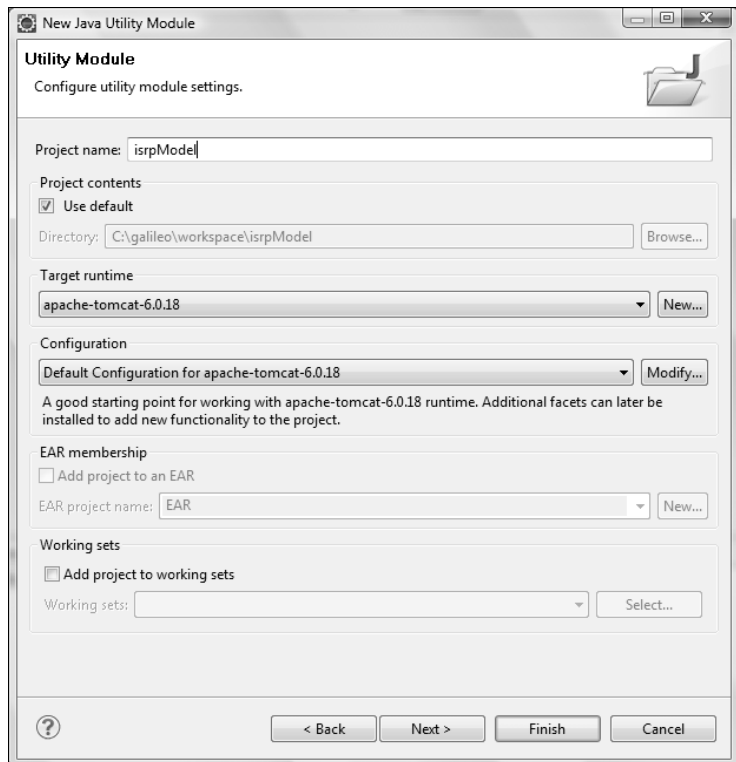 New Java Utility Module
Utility Module
Configure utility module settings.
Project name: isrpModel
Project contents
Use default
Directory: C:\galileo\workspace\isrpModel Browse...
Target runtime
apache-tomcat-6.0.18 New...
Configuration
Default Configuration for apache-tomcat-6.0.18 Modify...
A good starting point for working with apache-tomcat-6.0.18 runtime. Additional facets can later be
installed to add new functionality to the project.
EAR membership
Add project to an EAR
EAR project name: EAR New...
Working sets
Add project to working sets
Working sets: Select...
? < Back Next > Finish Cancel